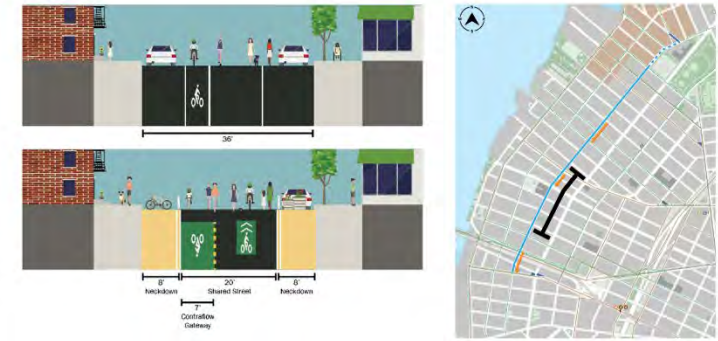 36'
8'
Neckdown
20'
Shared Street
8'
Neckdown
7'
Contraflow
Gateway